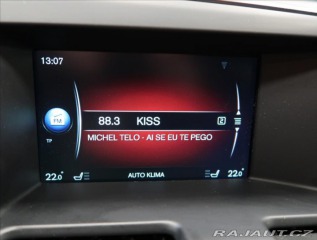 13:07
FM
88.3 KISS 2
TP
MICHEL TELO - AI SE EU TE PEGO
22.0° AUTO KLIMA 22.0°
RAJAUT.CZ